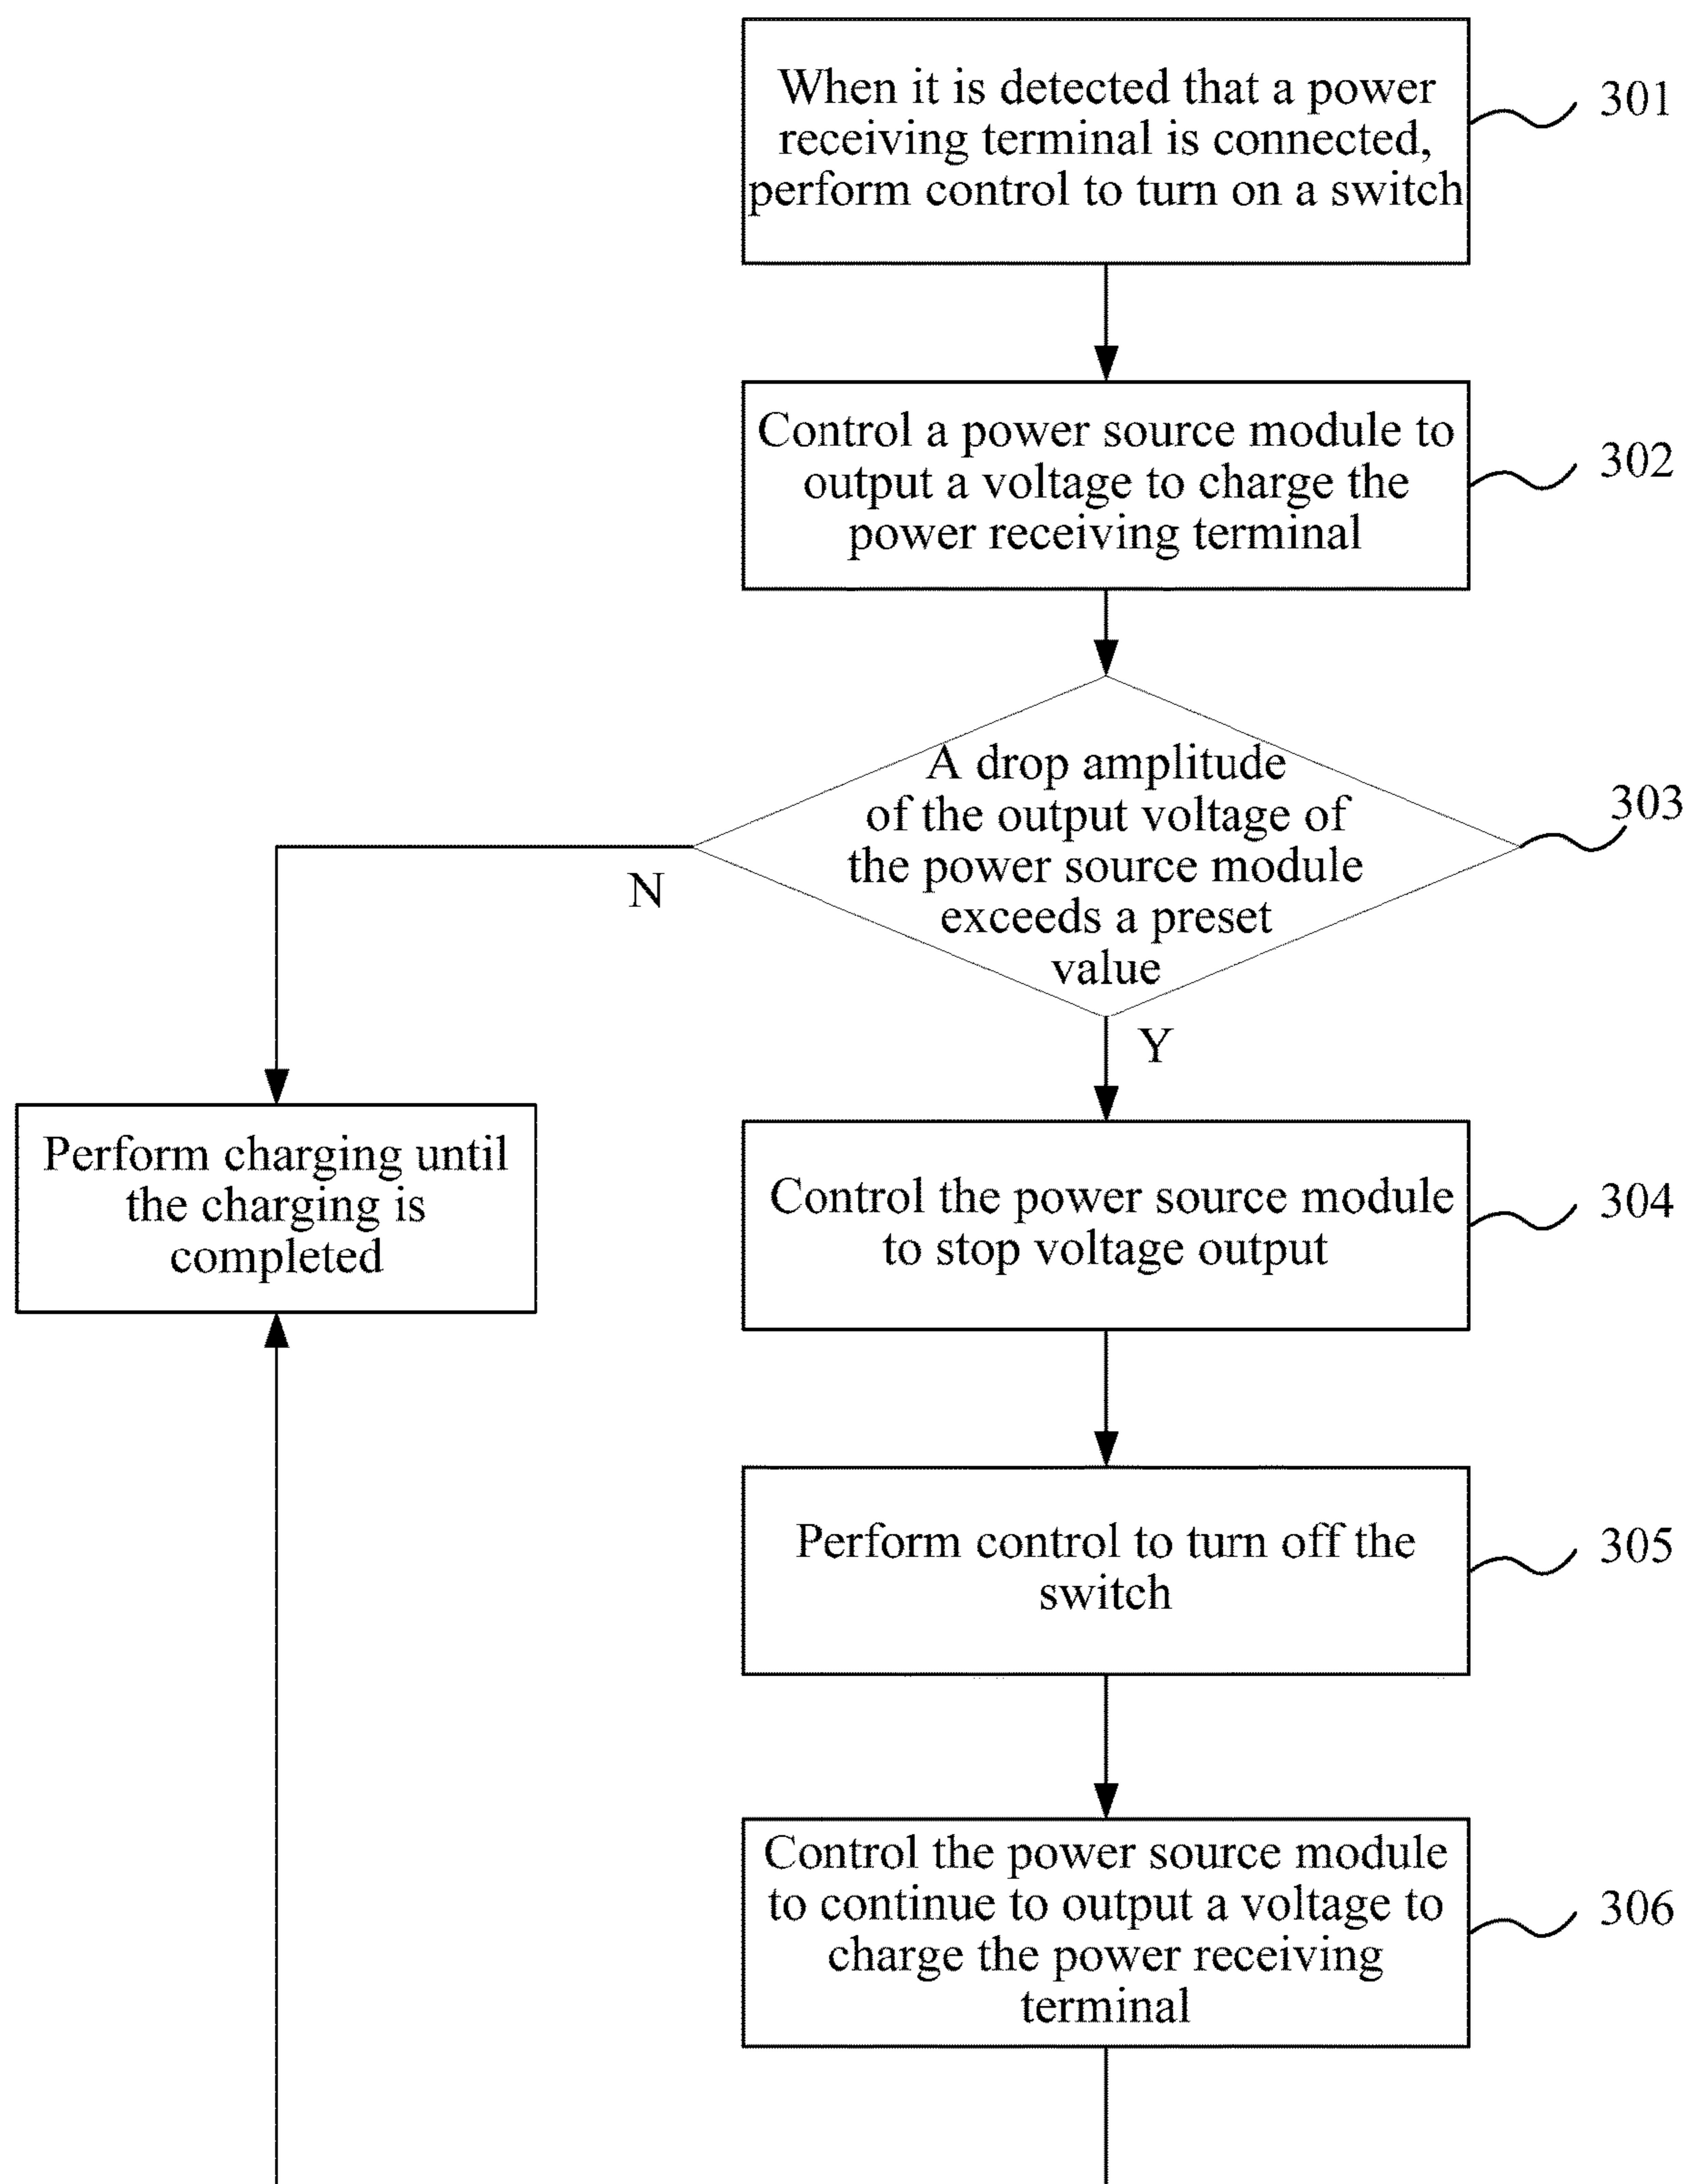 When it is detected that a power
receiving terminal is connected,
perform control to turn on a switch
301
Control a power source module to
output a voltage to charge the
power receiving terminal
302
A drop amplitude
of the output voltage of
the power source module
exceeds a preset
value
303
N
Y
Perform charging until
the charging is
completed
Control the power source module
to stop voltage output
304
Perform control to turn off the
switch
305
Control the power source module
to continue to output a voltage to
charge the power receiving
terminal
306